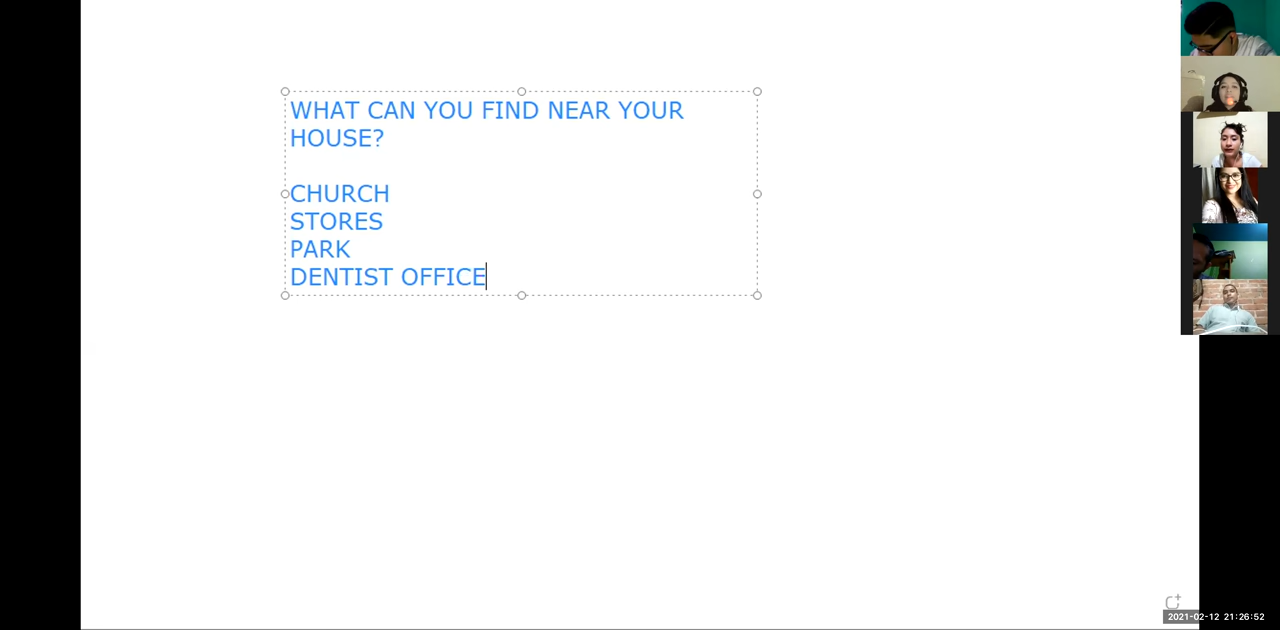 WHAT CAN YOU FIND NEAR YOUR
HOUSE?
CHURCH
STORES
PARK
DENTIST OFFICE
2021-02-12 21:26:52